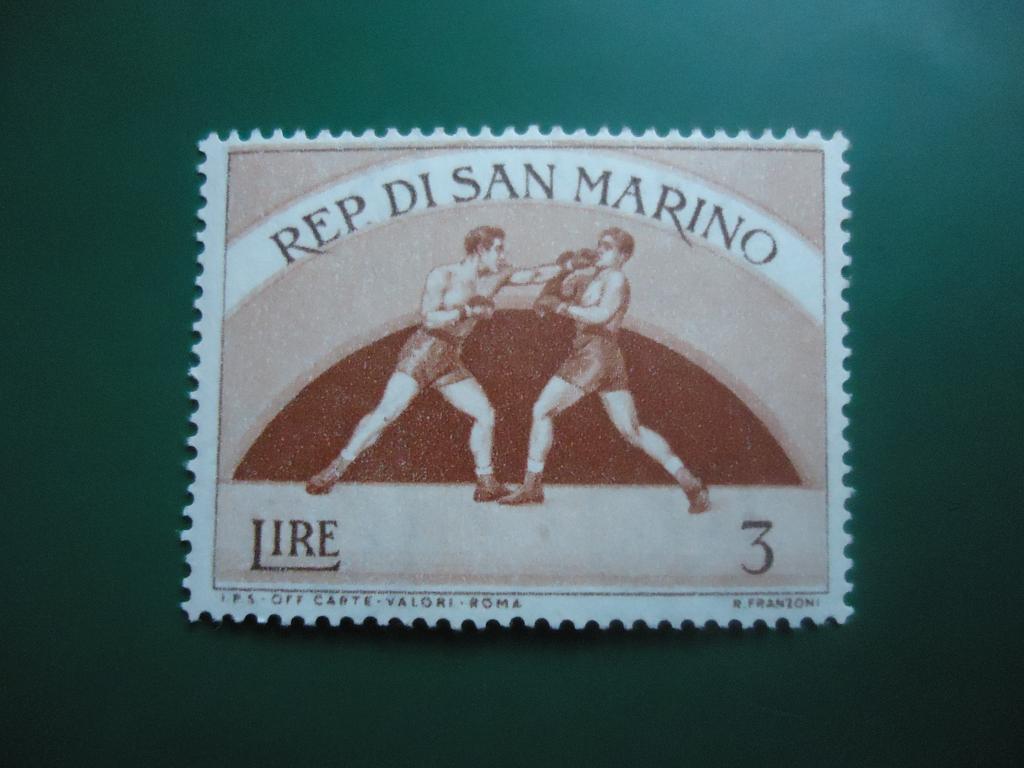 REP. DI SAN MARINO
LIRE 3
I.P.S · OFF CARTE · VALORI · ROMA R. FRANZONI